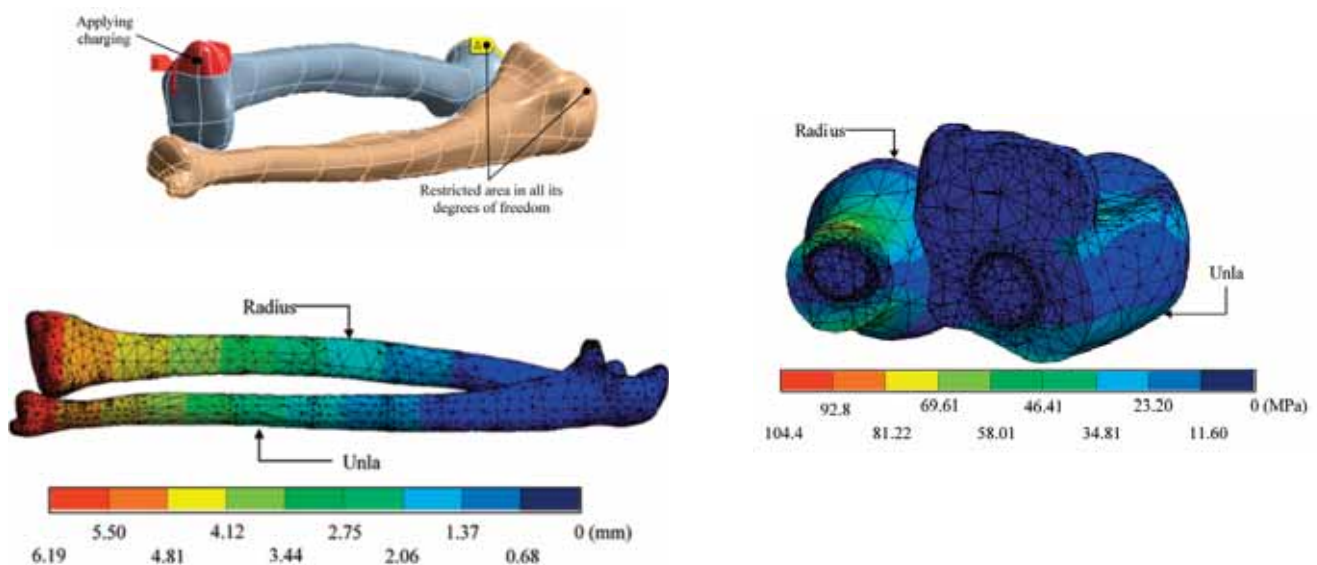 Applying
charging
Restricted area in all its
degrees of freedom
Radius
Unla
5.50 4.12 2.75 1.37 0 (mm)
6.19 4.81 3.44 2.06 0.68
Radius
Unla
92.8 69.61 46.41 23.20 0 (MPa)
104.4 81.22 58.01 34.81 11.60